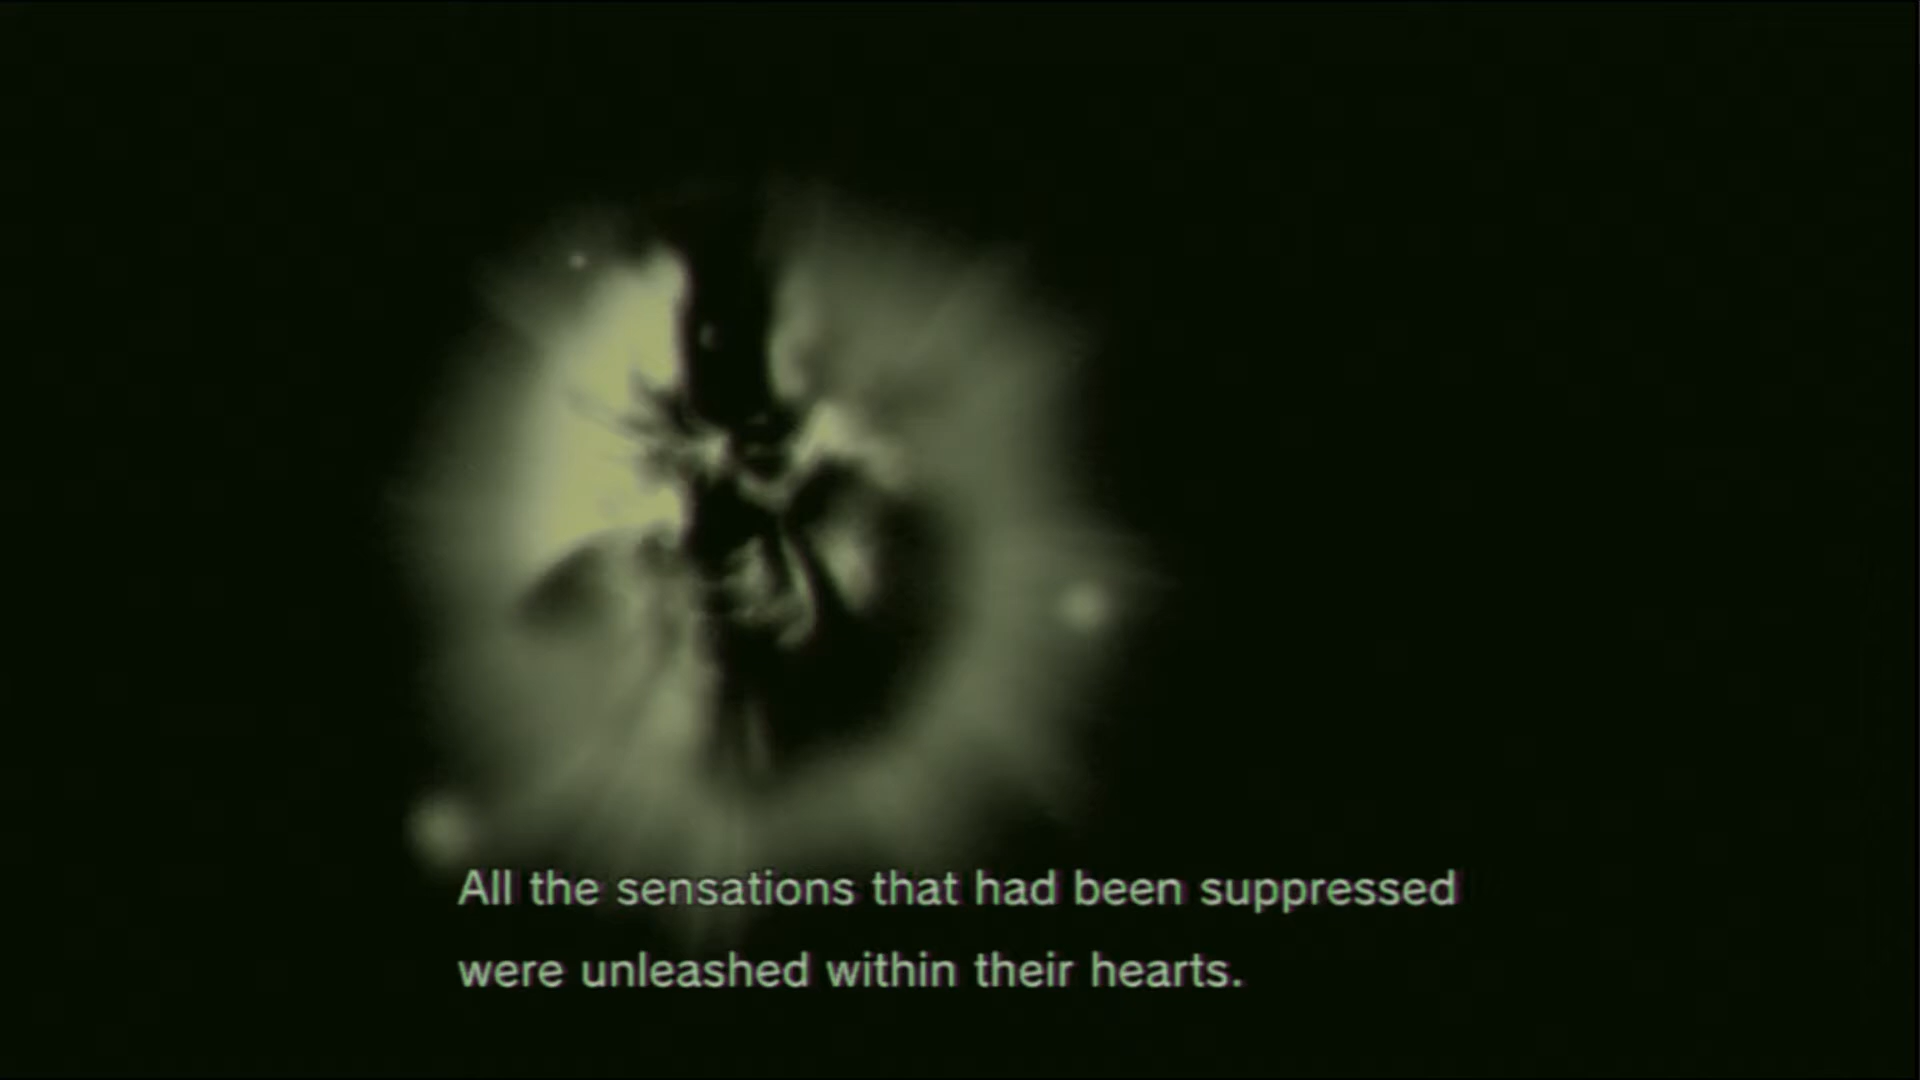 All the sensations that had been suppressed
were unleashed within their hearts.